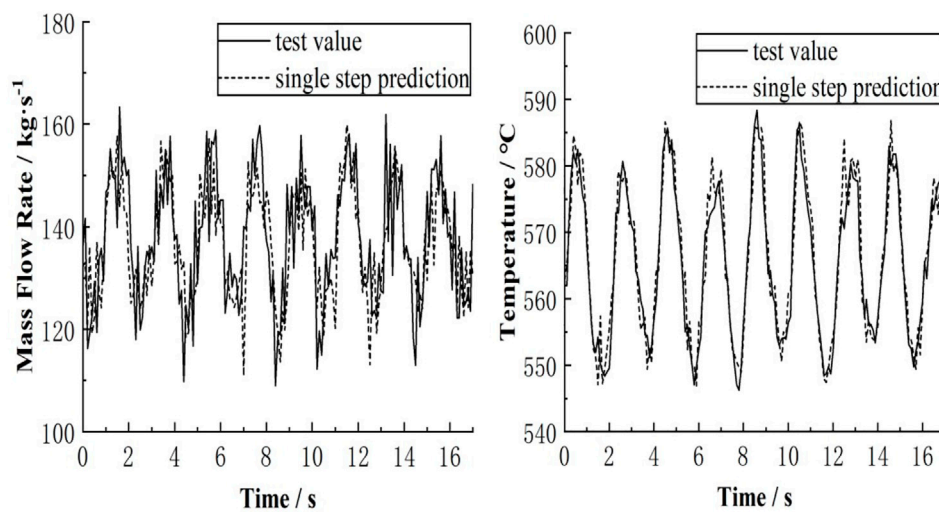 180
160
140
120
100
Mass Flow Rate / kg·s⁻¹
test value
single step prediction
0 2 4 6 8 10 12 14 16
Time / s
600
590
580
570
560
550
540
Temperature / °C
test value
single step prediction
0 2 4 6 8 10 12 14 16
Time / s